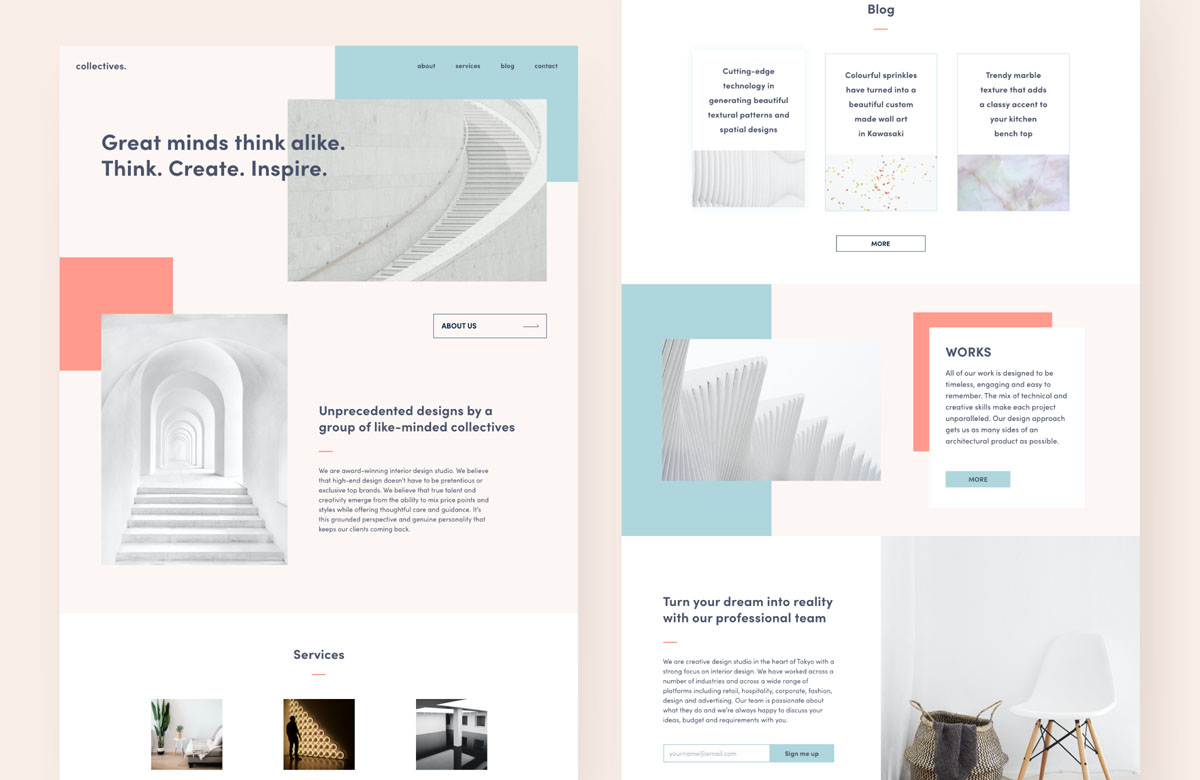 collectives.
about services blog contact
Great minds think alike.
Think. Create. Inspire.
ABOUT US
Unprecedented designs by a
group of like-minded collectives
We are award-winning interior design studio. We believe
that high-end design doesn't have to be pretentious or
exclusive top brands. We believe that true talent and
creativity emerge from the ability to mix price points and
styles while offering thoughtful care and guidance. It's
this grounded perspective and genuine personality that
keeps our clients coming back.
Services
Blog
Cutting-edge
technology in
generating beautiful
textural patterns and
spatial designs
Colourful sprinkles
have turned into a
beautiful custom
made wall art
in Kawasaki
Trendy marble
texture that adds
a classy accent to
your kitchen
bench top
MORE
WORKS
All of our work is designed to be
timeless, engaging and easy to
remember. The mix of technical and
creative skills make each project
unparalleled. Our design approach
gets us as many sides of an
architectural product as possible.
MORE
Turn your dream into reality
with our professional team
We are creative design studio in the heart of Tokyo with a
strong focus on interior design. We have worked across a
number of industries and across a wide range of
platforms including retail, hospitality, corporate, fashion,
design and advertising. Our team is passionate about
what they do and we're always happy to discuss your
ideas, budget and requirements with you.
yourname@email.com
Sign me up